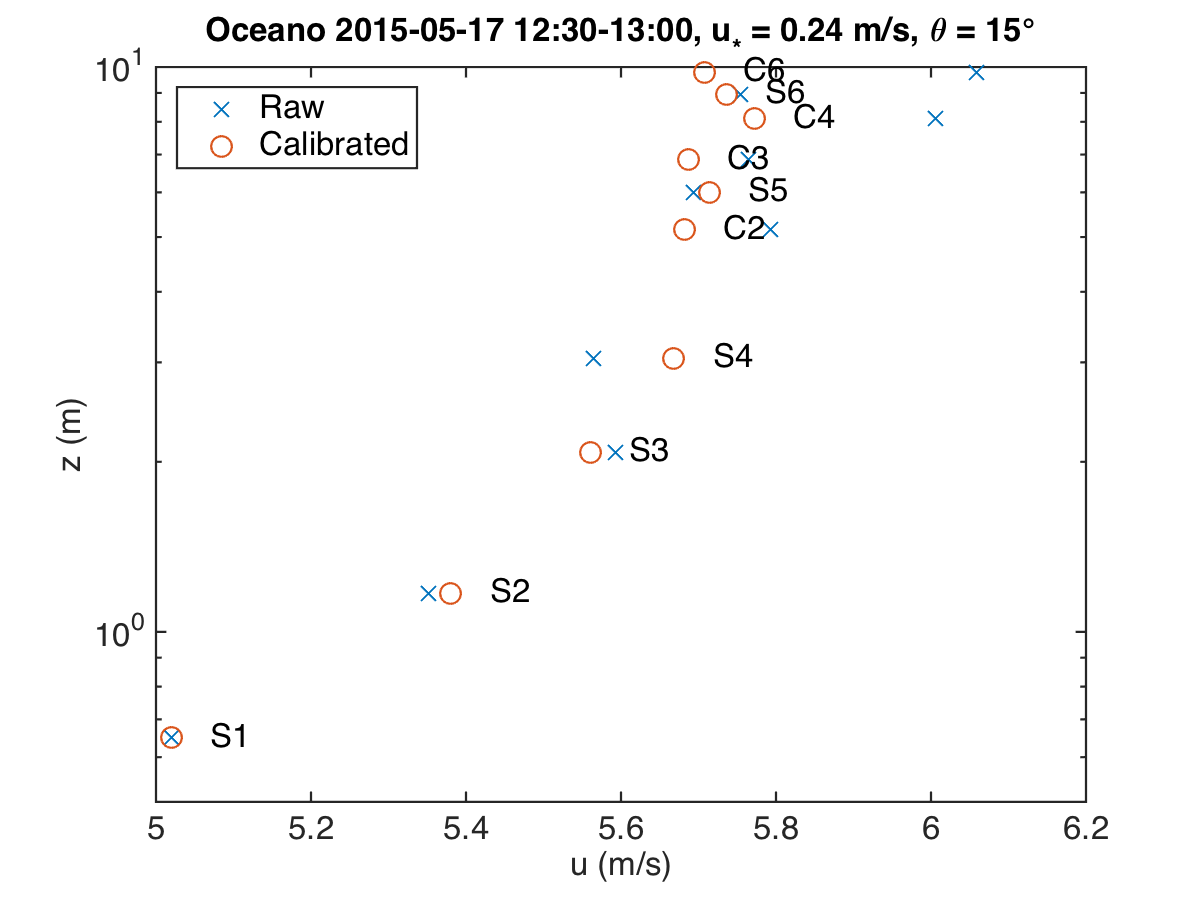 Oceano 2015-05-17 12:30-13:00, u* = 0.24 m/s, θ = 15°
10¹
C6
Raw
S6
C4
Calibrated
C3
S5
C2
S4
z (m)
S3
S2
10⁰
S1
5 5.2 5.4 5.6 5.8 6 6.2
u (m/s)